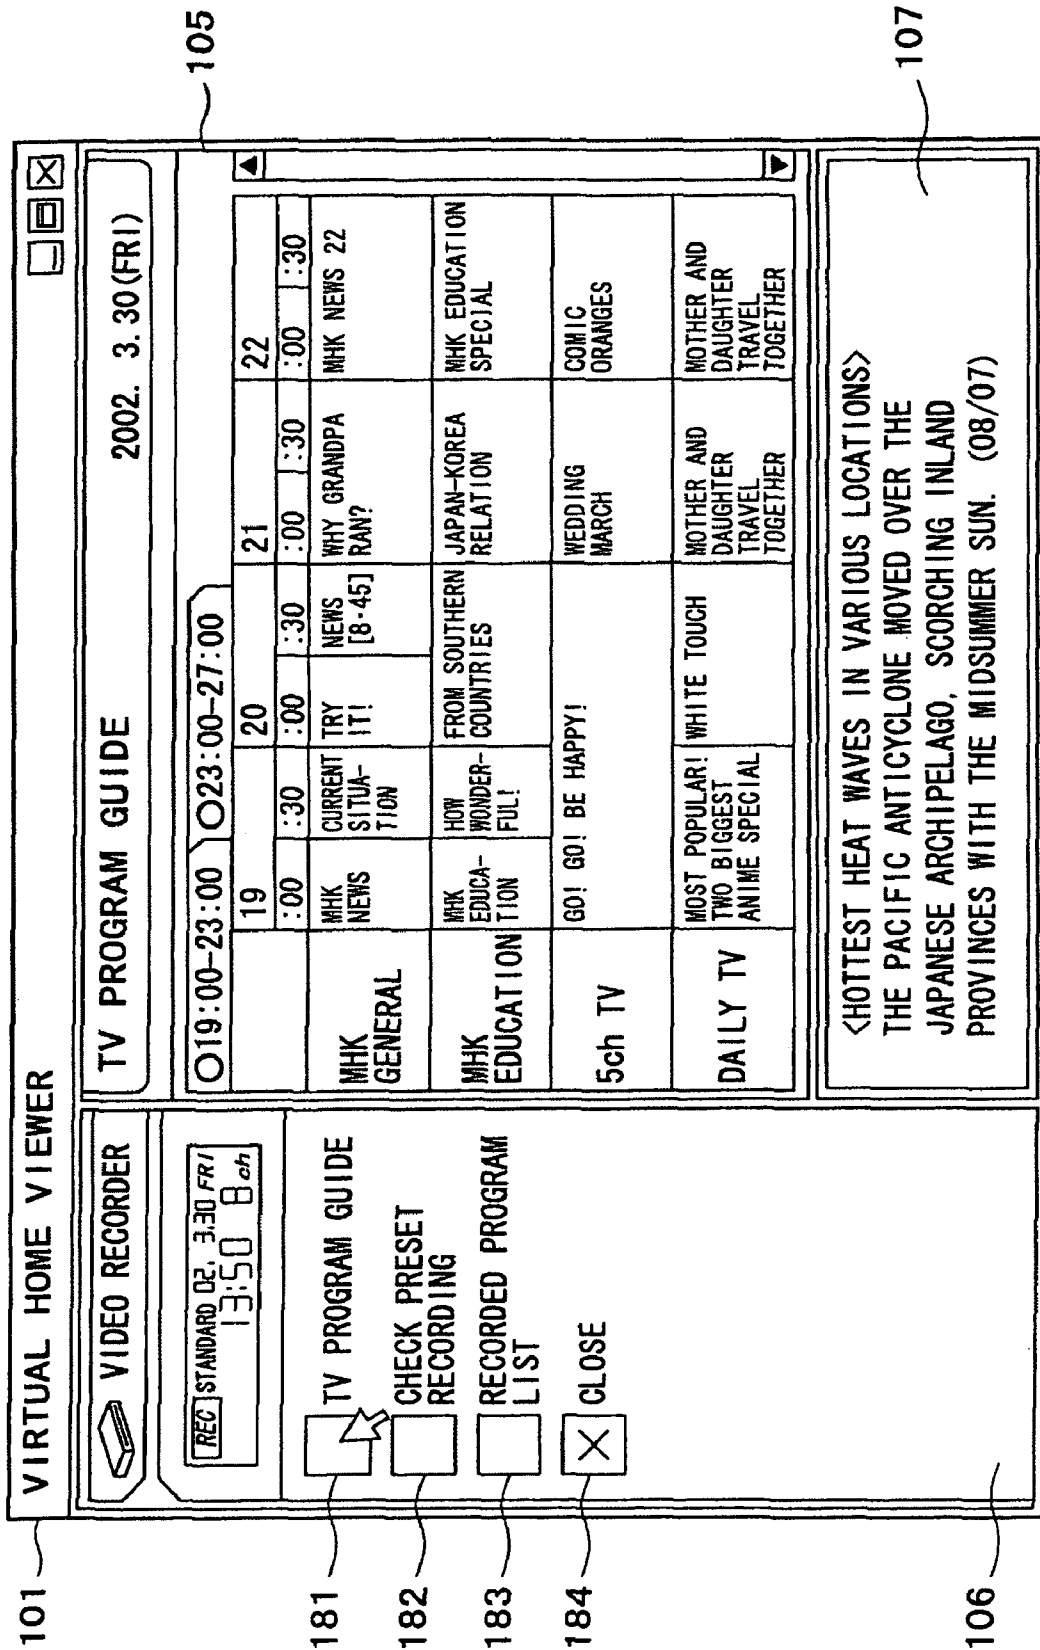 101
VIRTUAL HOME VIEWER
VIDEO RECORDER
REC STANDARD 02. 3.30 FRI
13:50 8ch
181
TV PROGRAM GUIDE
182
CHECK PRESET
RECORDING
183
RECORDED PROGRAM
LIST
184
CLOSE
106
TV PROGRAM GUIDE 2002. 3. 30(FRI)
105
19:00-23:00 23:00-27:00
19 20 21 22
:00 :30 :00 :30 :00 :30 :00 :30
MHK
GENERAL
MHK
NEWS
CURRENT
SITUA-
TION
TRY
IT!
NEWS
[8·45]
WHY GRANDPA
RAN?
MHK NEWS 22
MHK
EDUCATION
MHK
EDUCA-
TION
HOW
WONDER-
FUL!
FROM SOUTHERN
COUNTRIES
JAPAN-KOREA
RELATION
MHK EDUCATION
SPECIAL
5ch TV
GO! GO! BE HAPPY!
WEDDING
MARCH
COMIC
ORANGES
DAILY TV
MOST POPULAR!
TWO BIGGEST
ANIME SPECIAL
WHITE TOUCH
MOTHER AND
DAUGHTER
TRAVEL
TOGETHER
MOTHER AND
DAUGHTER
TRAVEL
TOGETHER
107
<HOTTEST HEAT WAVES IN VARIOUS LOCATIONS>
THE PACIFIC ANTICYCLONE MOVED OVER THE
JAPANESE ARCHIPELAGO, SCORCHING INLAND
PROVINCES WITH THE MIDSUMMER SUN. (08/07)